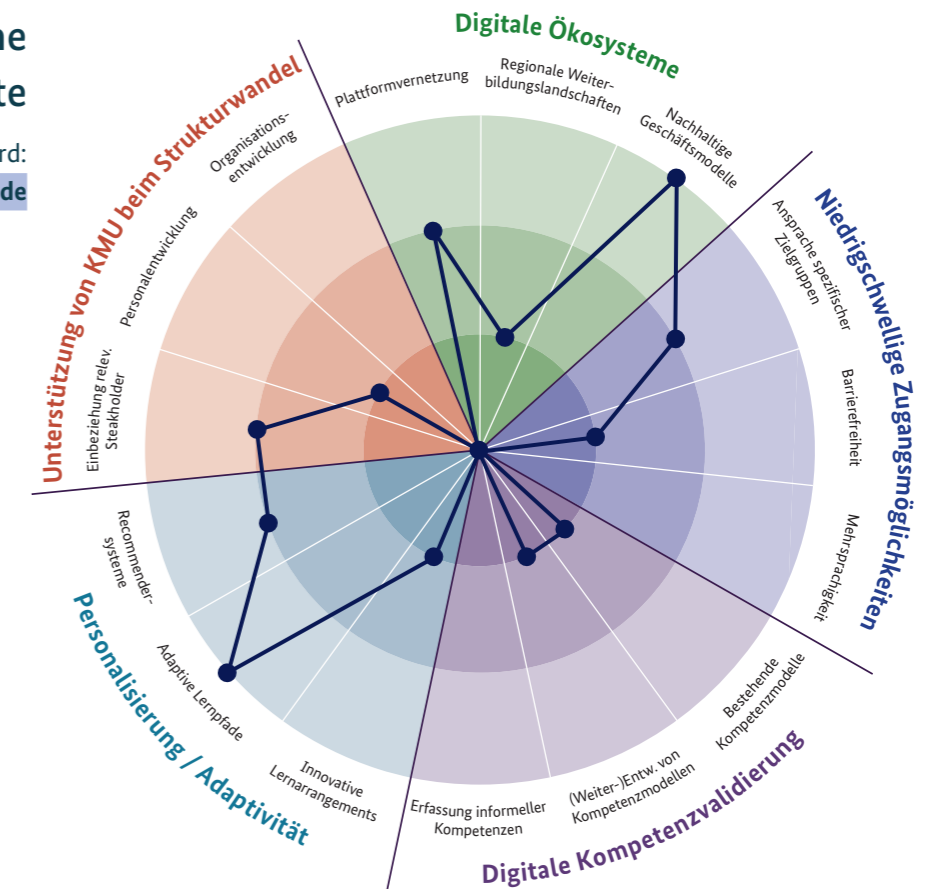 ne
te
rd:
de
Digitale Ökosysteme
Plattformvernetzung
Regionale Weiter-
bildungslandschaften
Nachhaltige
Geschäftsmodelle
Niedrigschwellige Zugangsmöglichkeiten
Ansprache spezifischer
Zielgruppen
Barrierefreiheit
Mehrsprachigkeit
Digitale Kompetenzvalidierung
Bestehende
Kompetenzmodelle
(Weiter-)Entw. von
Kompetenzmodellen
Erfassung informeller
Kompetenzen
Personalisierung / Adaptivität
Innovative
Lernarrangements
Adaptive Lernpfade
Recommender-
systeme
Unterstützung von KMU beim Strukturwandel
Einbeziehung relev.
Steakholder
Personalentwicklung
Organisations-
entwicklung